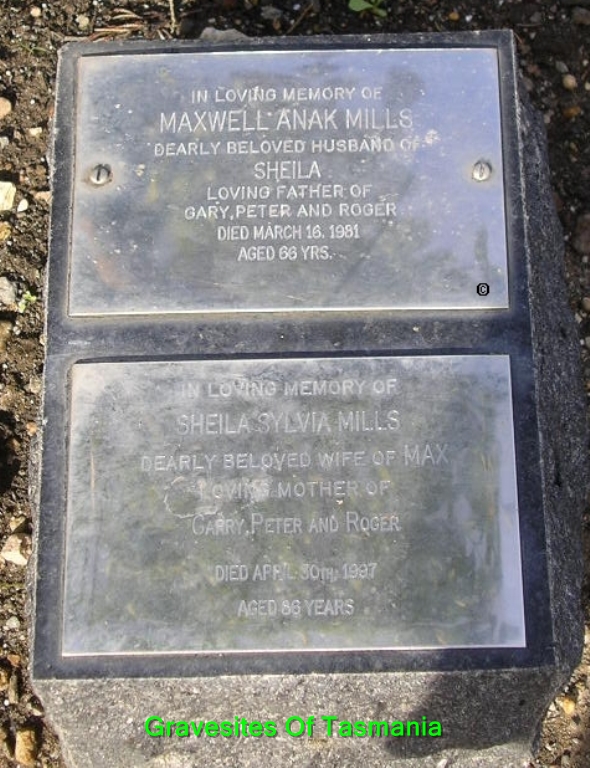 IN LOVING MEMORY OF
MAXWELL ANAK MILLS
DEARLY BELOVED HUSBAND OF
SHEILA
LOVING FATHER OF
GARY, PETER AND ROGER
DIED MARCH 16. 1981
AGED 66 YRS.
©
IN LOVING MEMORY OF
SHEILA SYLVIA MILLS
DEARLY BELOVED WIFE OF MAX
LOVING MOTHER OF
GARRY, PETER AND ROGER
DIED APRIL 30TH, 1997
AGED 86 YEARS
Gravesites Of Tasmania